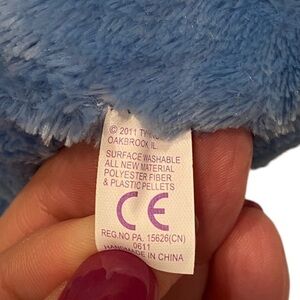 © 2011 TY INC.
OAKBROOK IL.
SURFACE WASHABLE
ALL NEW MATERIAL
POLYESTER FIBER
& PLASTIC PELLETS
CE
REG.NO PA. 15626(CN)
0611
HANDMADE IN CHINA